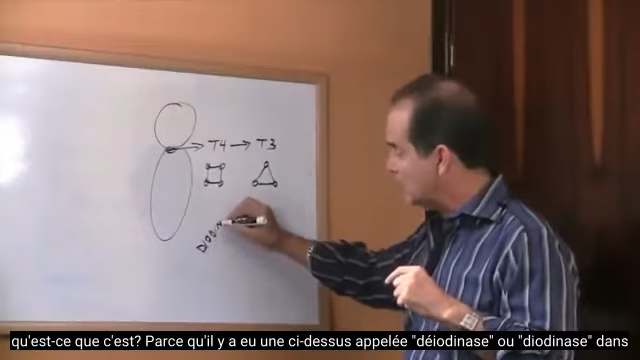 T4 → T3
DIODIN
qu'est-ce que c'est? Parce qu'il y a eu une ci-dessus appelée "déiodinase" ou "diodinase" dans